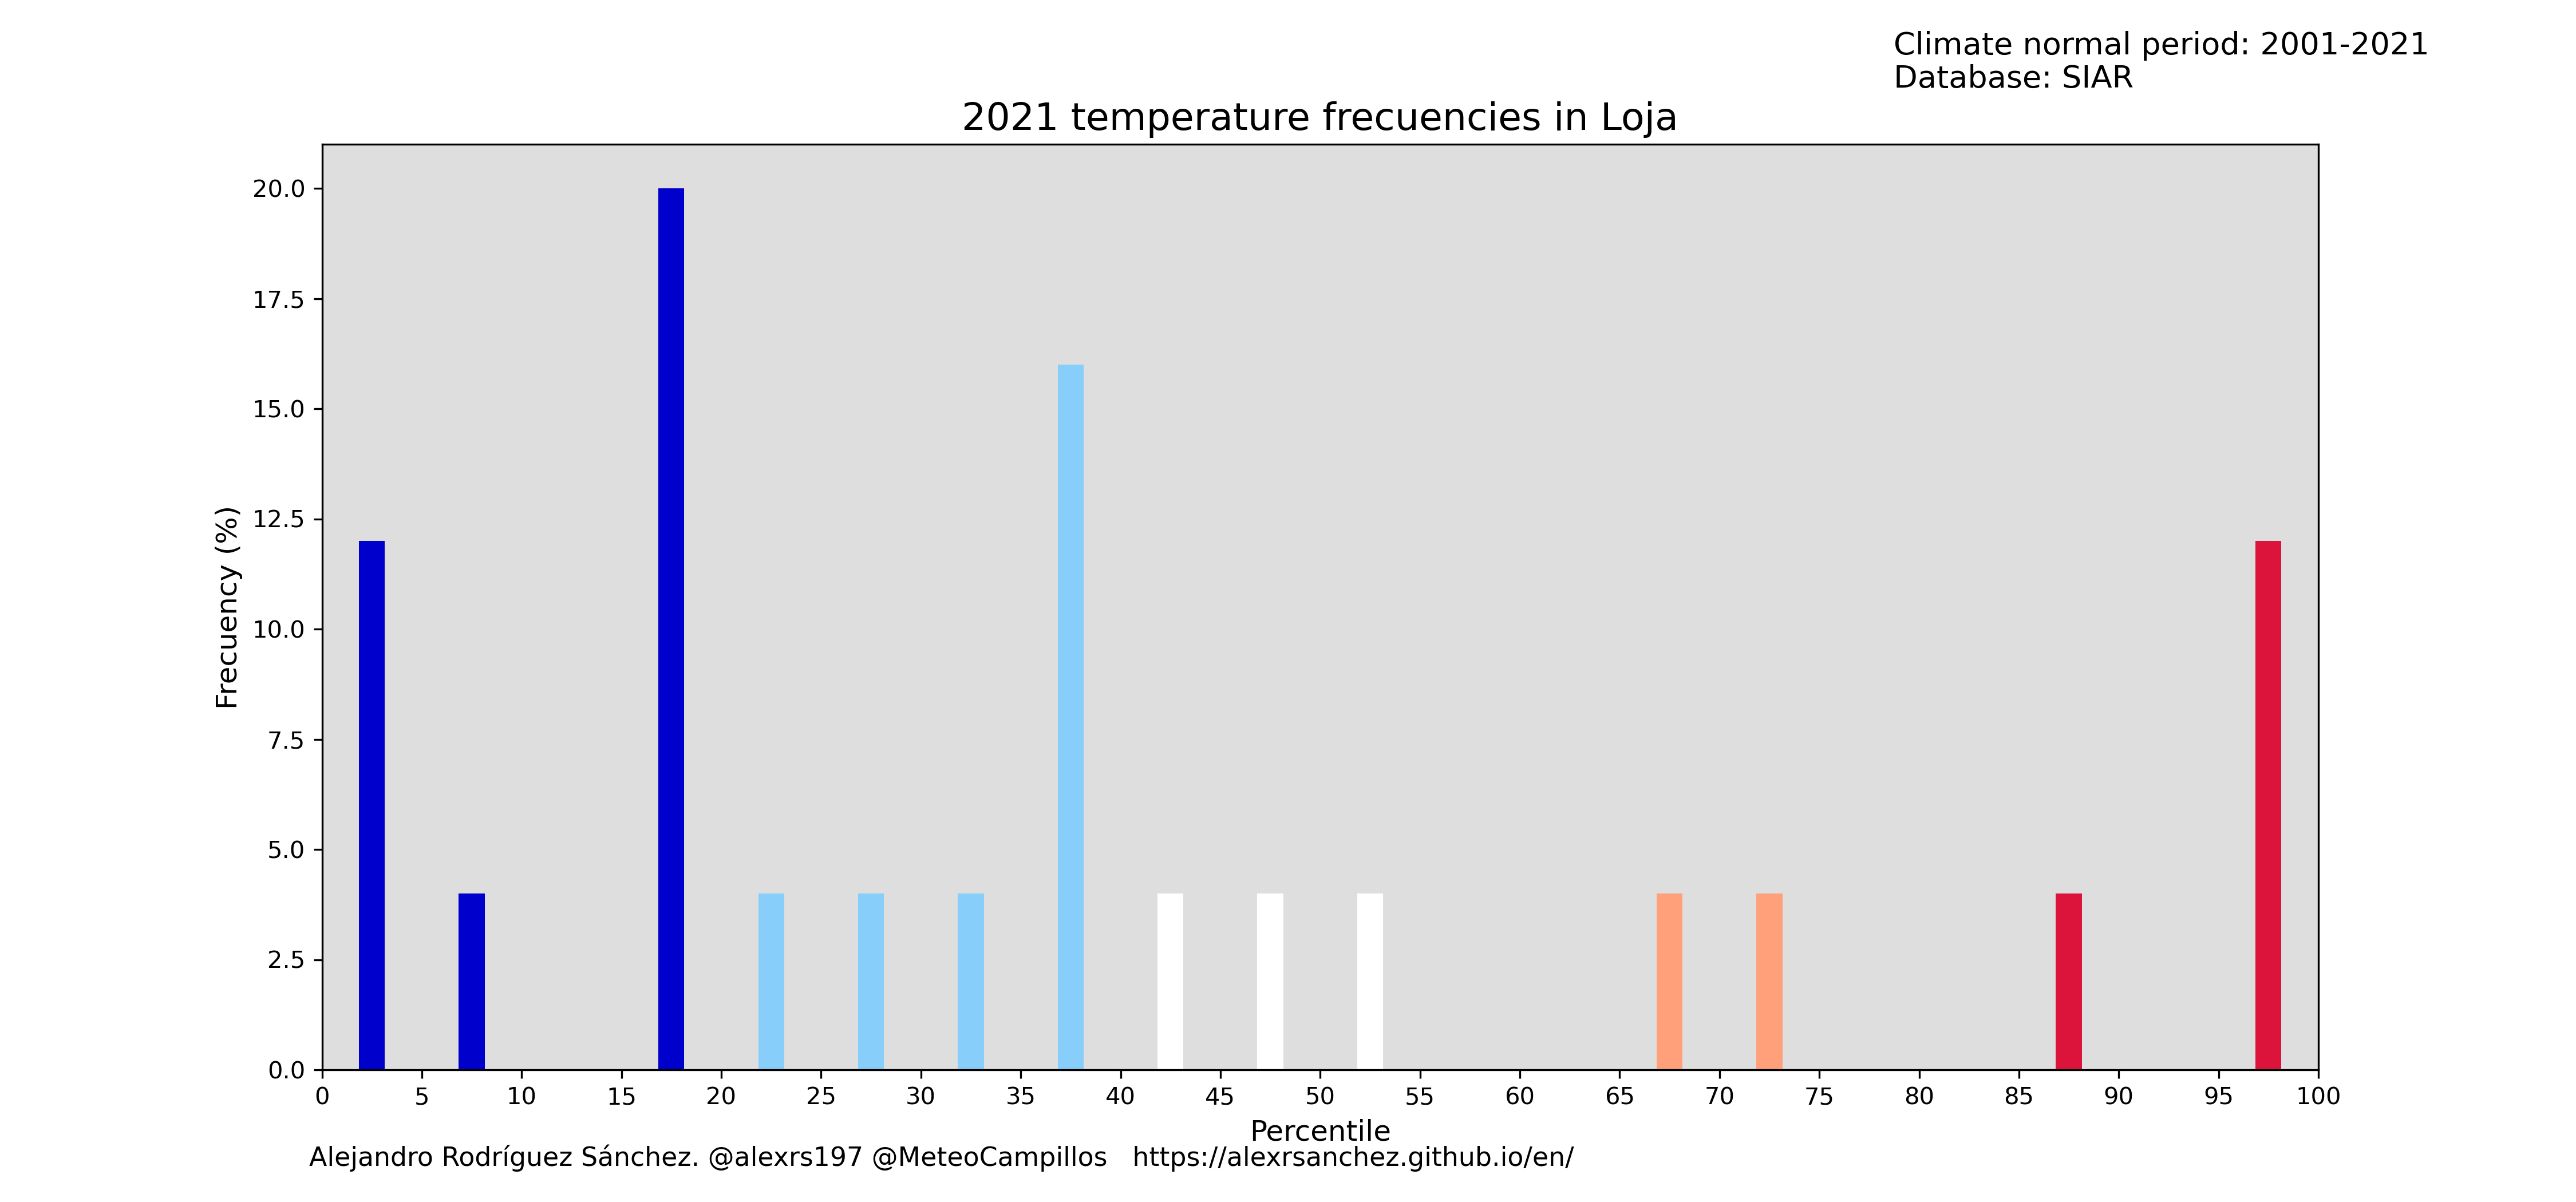 Climate normal period: 2001-2021
Database: SIAR
2021 temperature frecuencies in Loja
Frecuency (%)
20.0
17.5
15.0
12.5
10.0
7.5
5.0
2.5
0.0
0 5 10 15 20 25 30 35 40 45 50 55 60 65 70 75 80 85 90 95 100
Percentile
Alejandro Rodríguez Sánchez. @alexrs197 @MeteoCampillos https://alexrsanchez.github.io/en/